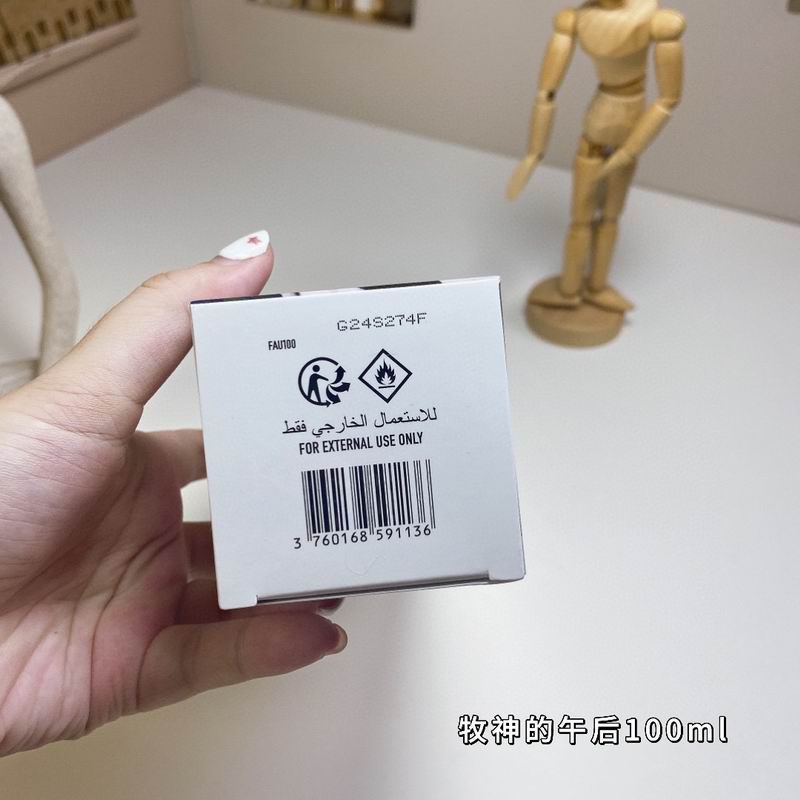 G24S274F
FAU100
للاستعمال الخارجي فقط
FOR EXTERNAL USE ONLY
3 760168 591136
牧神的午后100ml